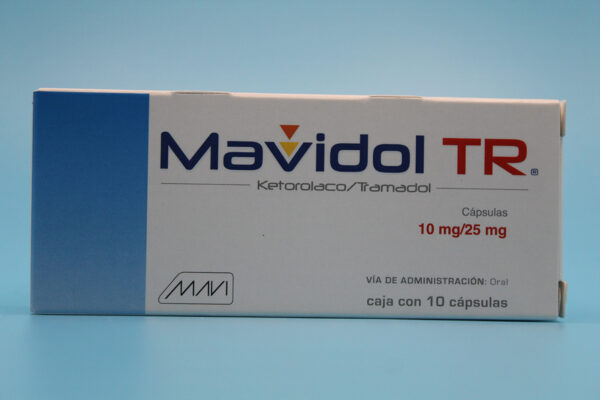 Mavidol TR®
Ketorolaco/Tramadol
Cápsulas
10 mg/25 mg
VÍA DE ADMINISTRACIÓN: Oral
caja con 10 cápsulas
MAVI